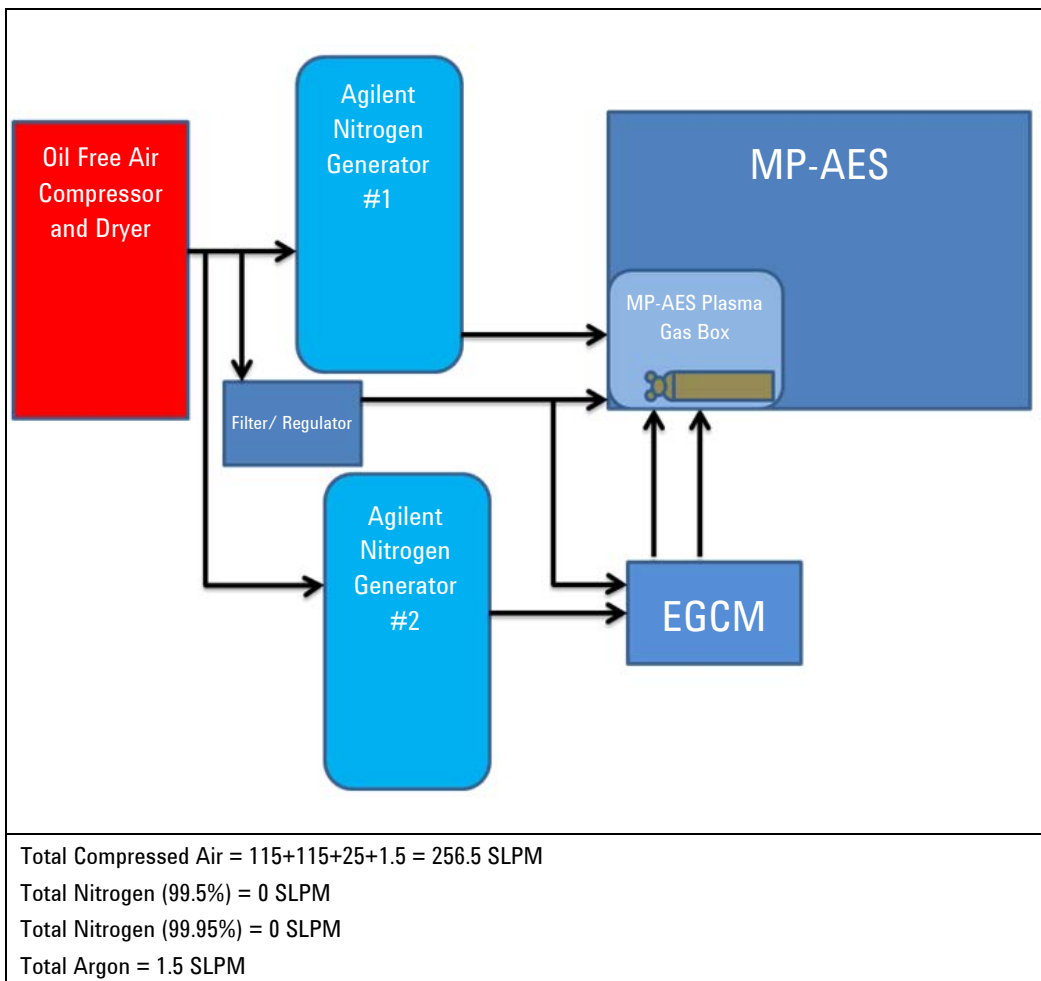 Oil Free Air
Compressor
and Dryer
Agilent
Nitrogen
Generator
#1
MP-AES
MP-AES Plasma
Gas Box
Filter/ Regulator
Agilent
Nitrogen
Generator
#2
EGCM
Total Compressed Air = 115+115+25+1.5 = 256.5 SLPM
Total Nitrogen (99.5%) = 0 SLPM
Total Nitrogen (99.95%) = 0 SLPM
Total Argon = 1.5 SLPM